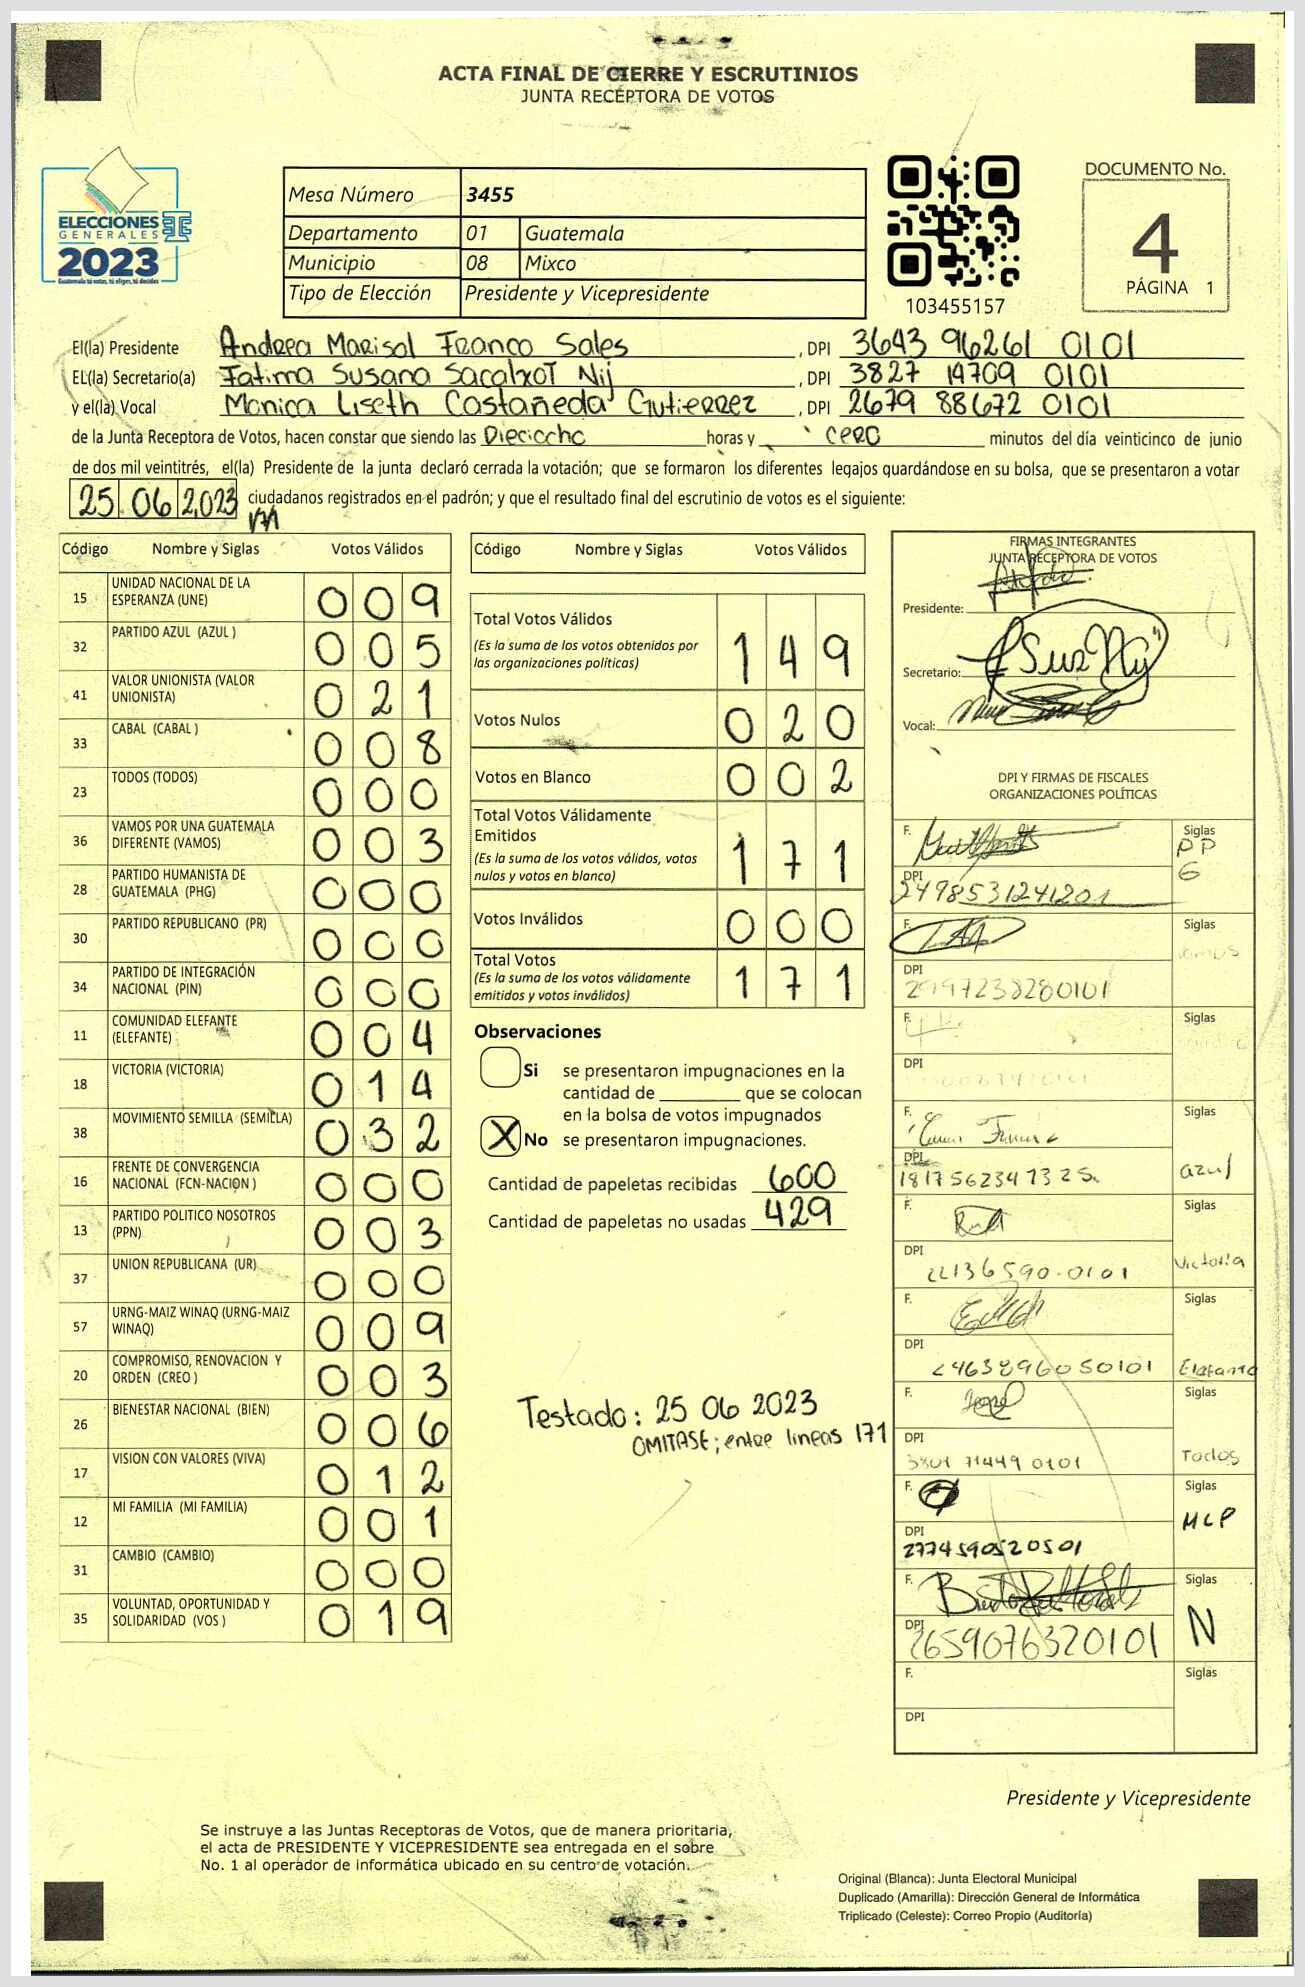 ACTA FINAL DE CIERRE Y ESCRUTINIOS
JUNTA RECEPTORA DE VOTOS
ELECCIONES
GENERALES
2023
Guatemala tú votas, tú eliges, tú decides
Mesa Número 3455
Departamento 01 Guatemala
Municipio 08 Mixco
Tipo de Elección Presidente y Vicepresidente
103455157
DOCUMENTO No.
4
PÁGINA 1
El(la) Presidente Andrea Marisol Franco Sales, DPI 3643 96261 0101
EL(la) Secretario(a) Fatima Susana Sacalxot Nij, DPI 3827 14709 0101
y el(la) Vocal Monica Liseth Castañeda Gutierrez, DPI 2679 88672 0101
de la Junta Receptora de Votos, hacen constar que siendo las Dieciocho horas y cero minutos del día veinticinco de junio
de dos mil veintitrés, el(la) Presidente de la junta declaró cerrada la votación; que se formaron los diferentes legajos guardándose en su bolsa, que se presentaron a votar
25 06 2,023 ciudadanos registrados en el padrón; y que el resultado final del escrutinio de votos es el siguiente:
171
Código Nombre y Siglas Votos Válidos
15 UNIDAD NACIONAL DE LA ESPERANZA (UNE) 0 0 9
32 PARTIDO AZUL (AZUL ) 0 0 5
41 VALOR UNIONISTA (VALOR UNIONISTA) 0 2 1
33 CABAL (CABAL ) 0 0 8
23 TODOS (TODOS) 0 0 0
36 VAMOS POR UNA GUATEMALA DIFERENTE (VAMOS) 0 0 3
28 PARTIDO HUMANISTA DE GUATEMALA (PHG) 0 0 0
30 PARTIDO REPUBLICANO (PR) 0 0 0
34 PARTIDO DE INTEGRACIÓN NACIONAL (PIN) 0 0 0
11 COMUNIDAD ELEFANTE (ELEFANTE) 0 0 4
18 VICTORIA (VICTORIA) 0 1 4
38 MOVIMIENTO SEMILLA (SEMILLA) 0 3 2
16 FRENTE DE CONVERGENCIA NACIONAL (FCN-NACION ) 0 0 0
13 PARTIDO POLITICO NOSOTROS (PPN) 0 0 3
37 UNION REPUBLICANA (UR) 0 0 0
57 URNG-MAIZ WINAQ (URNG-MAIZ WINAQ) 0 0 9
20 COMPROMISO, RENOVACION Y ORDEN (CREO ) 0 0 3
26 BIENESTAR NACIONAL (BIEN) 0 0 6
17 VISION CON VALORES (VIVA) 0 1 2
12 MI FAMILIA (MI FAMILIA) 0 0 1
31 CAMBIO (CAMBIO) 0 0 0
35 VOLUNTAD, OPORTUNIDAD Y SOLIDARIDAD (VOS ) 0 1 9
Código Nombre y Siglas Votos Válidos
Total Votos Válidos
(Es la suma de los votos obtenidos por
las organizaciones políticas) 1 4 9
Votos Nulos 0 2 0
Votos en Blanco 0 0 2
Total Votos Válidamente
Emitidos
(Es la suma de los votos válidos, votos
nulos y votos en blanco) 1 7 1
Votos Inválidos 0 0 0
Total Votos
(Es la suma de los votos válidamente
emitidos y votos inválidos) 1 7 1
Observaciones
Si se presentaron impugnaciones en la
cantidad de ________ que se colocan
en la bolsa de votos impugnados
X No se presentaron impugnaciones.
Cantidad de papeletas recibidas 600
Cantidad de papeletas no usadas 429
Testado: 25 06 2023
OMITASE; entre lineas 171
FIRMAS INTEGRANTES
JUNTA RECEPTORA DE VOTOS
Presidente:
Secretario:
Vocal:
DPI Y FIRMAS DE FISCALES
ORGANIZACIONES POLÍTICAS
F. Siglas PP
G
DPI 2498531241201
F. Siglas
DPI 2997238280101
F. Siglas
DPI
F. Siglas azul
DPI 1817562347325
F. Siglas Victoria
DPI 22136590-0101
F. Siglas Elefante
DPI 2463896050101
F. Siglas Todos
DPI 3801 71449 0101
F. Siglas MLP
DPI 2774590520501
F. Siglas N
DPI 2659076320101
F. Siglas
DPI
Presidente y Vicepresidente
Se instruye a las Juntas Receptoras de Votos, que de manera prioritaria,
el acta de PRESIDENTE Y VICEPRESIDENTE sea entregada en el sobre
No. 1 al operador de informática ubicado en su centro de votación.
Original (Blanca): Junta Electoral Municipal
Duplicado (Amarilla): Dirección General de Informática
Triplicado (Celeste): Correo Propio (Auditoría)